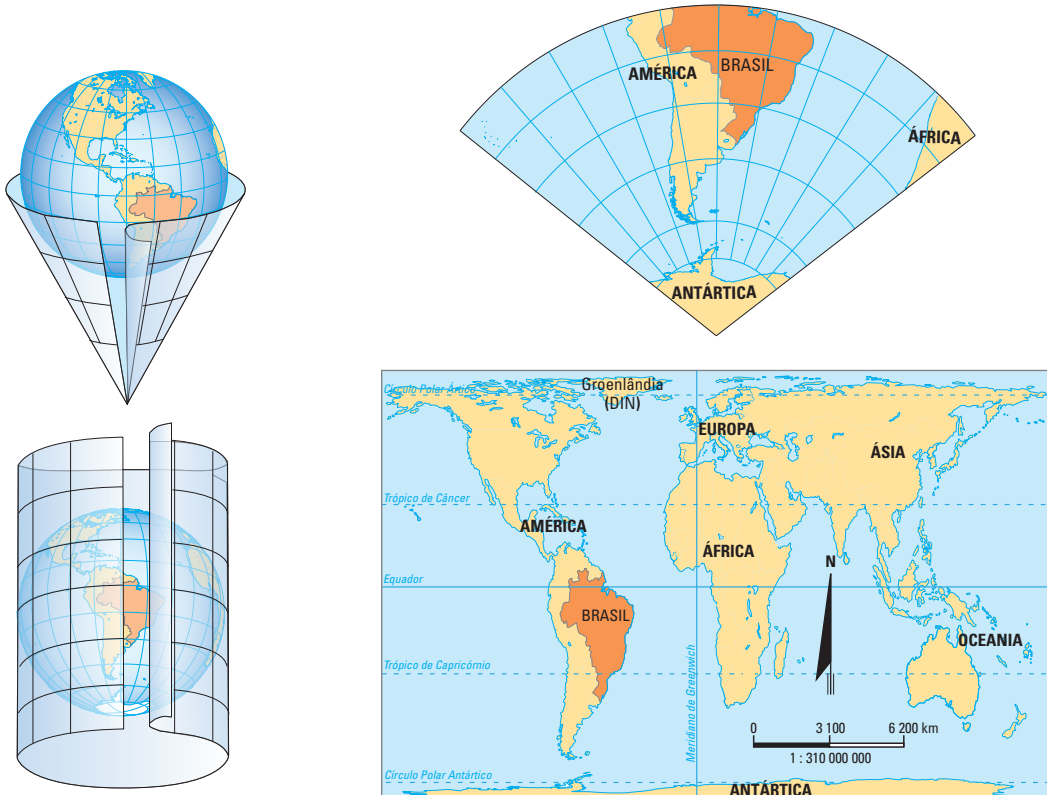 BRASIL
AMÉRICA
ÁFRICA
ANTÁRTICA
Círculo Polar Ártico
Groenlândia
(DIN)
EUROPA
ÁSIA
Trópico de Câncer
AMÉRICA
ÁFRICA
N
Equador
BRASIL
OCEANIA
Trópico de Capricórnio
Meridiano de Greenwich
0 3 100 6 200 km
1 : 310 000 000
Círculo Polar Antártico
ANTÁRTICA